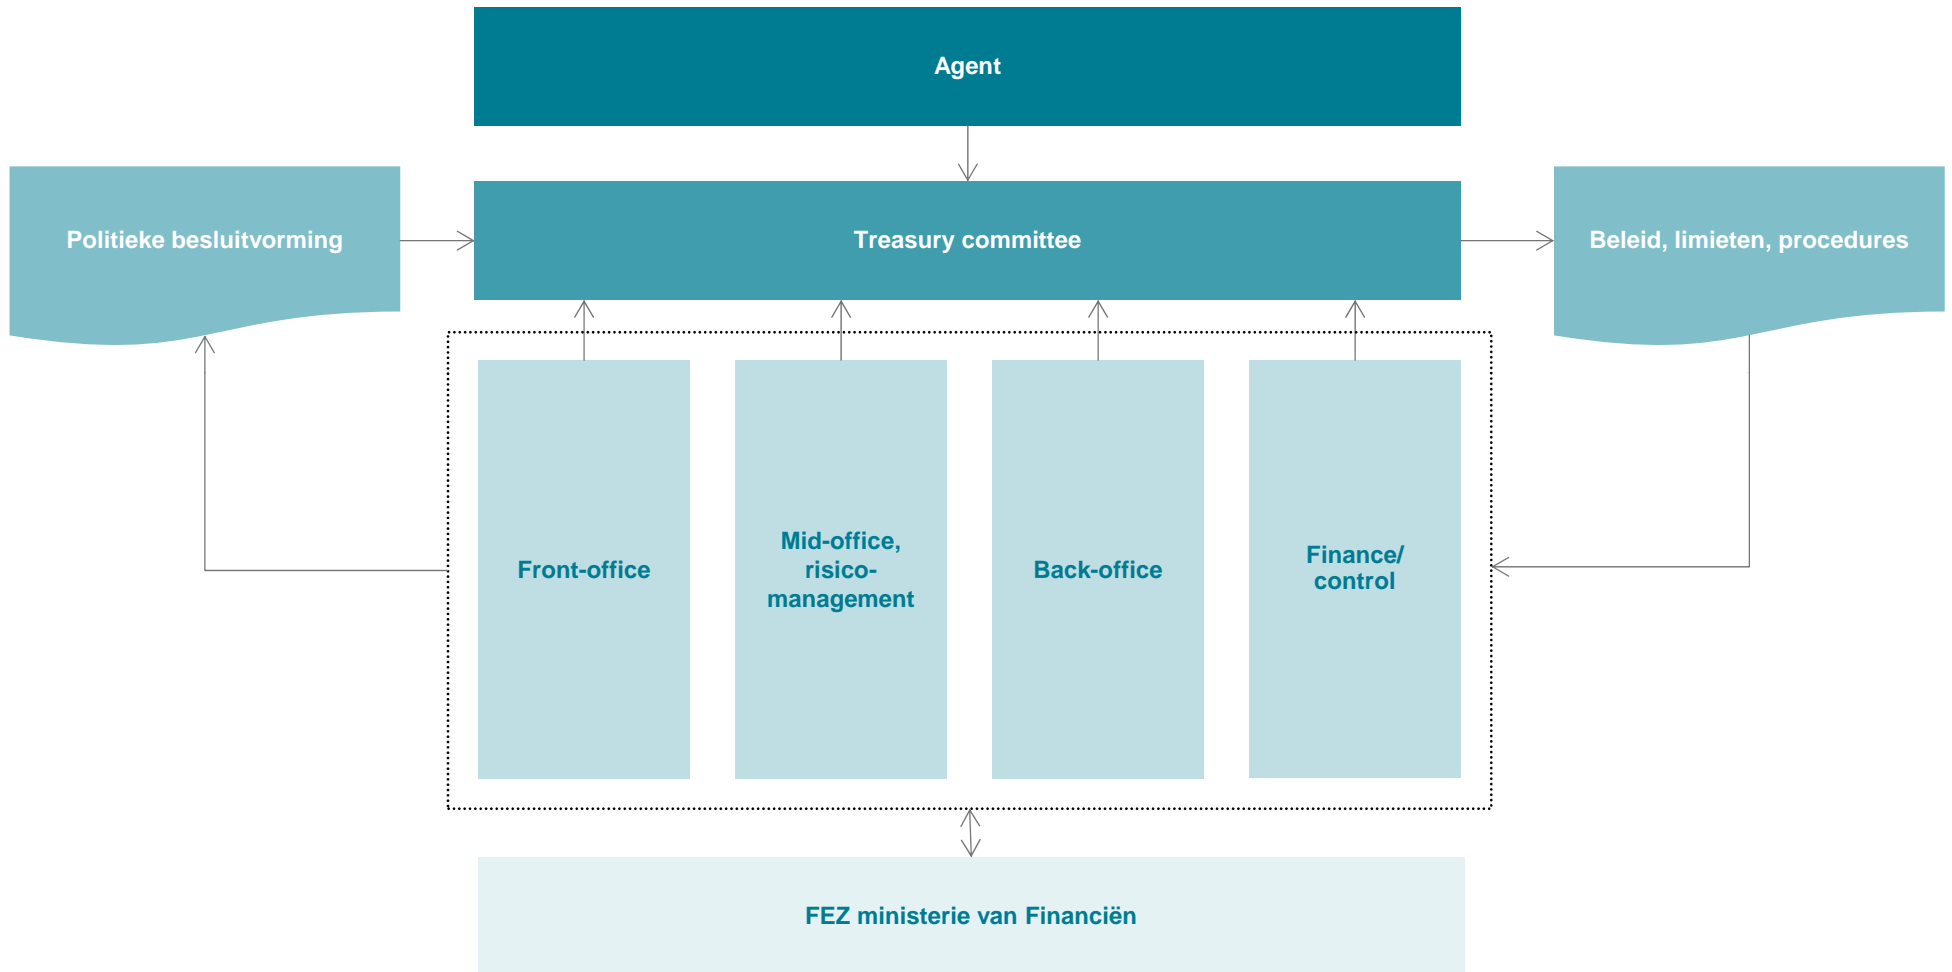 Agent
Politieke besluitvorming
Treasury committee
Beleid, limieten, procedures
Front-office
Mid-office,
risico-
management
Back-office
Finance/
control
FEZ ministerie van Financiën